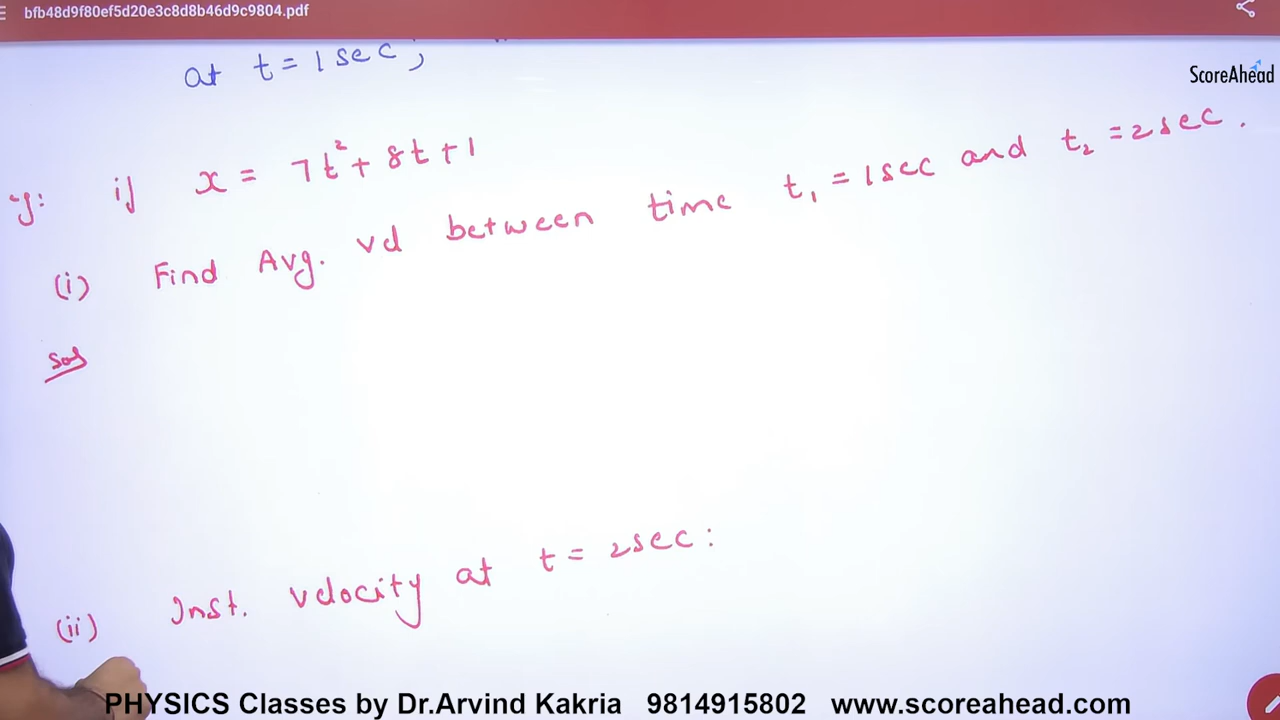 bfb48d9f80ef5d20e3c8d8b46d9c9804.pdf
at t = 1 sec ;
ScoreAhead
if x = 7t² + 8t + 1
(i) Find Avg. vel between time t₁ = 1 sec and t₂ = 2 sec.
Sol
(ii) Inst. velocity at t = 2 sec :
PHYSICS Classes by Dr.Arvind Kakria 9814915802 www.scoreahead.com